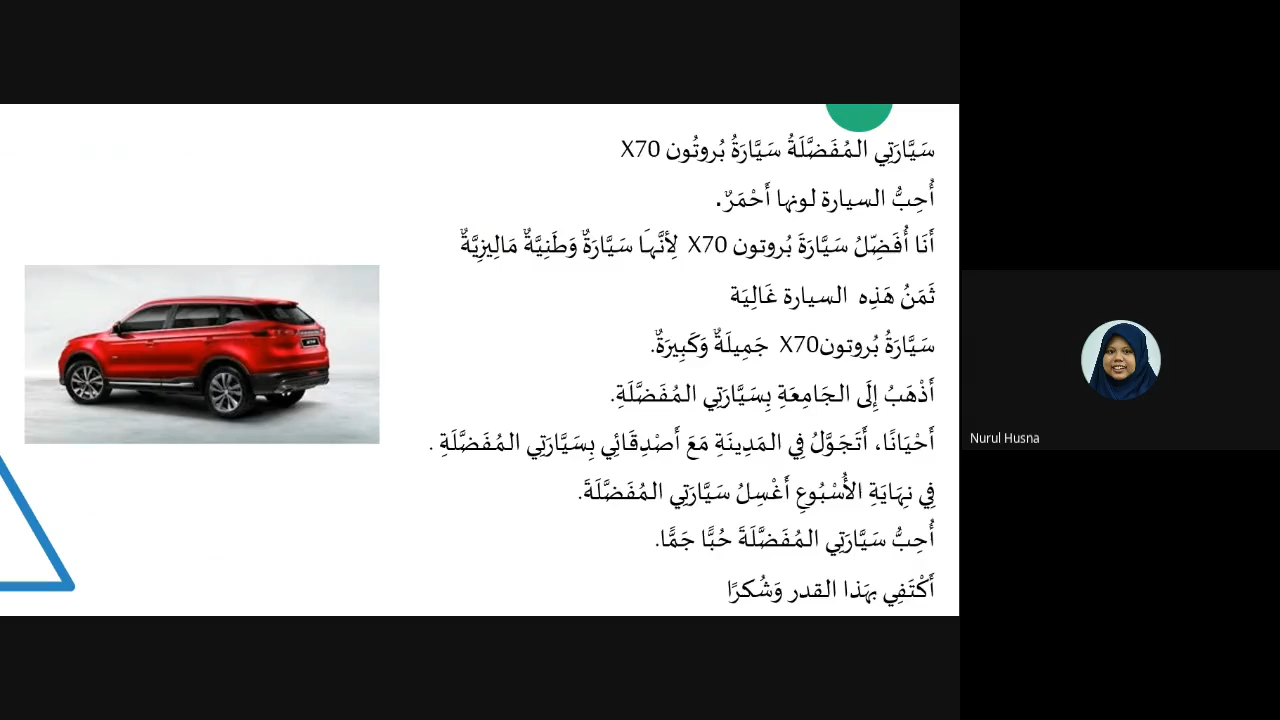 سَيَّارَتِي المُفَضَّلَةُ سَيَّارَةُ بُروتُون X70
أُحِبُّ السيارة لونها أَحْمَرٌ.
أَنَا أُفَضِّلُ سَيَّارَةَ بُروتون X70 لِأَنَّهَا سَيَّارَةٌ وَطَنِيَّةٌ مَالِيزِيَّةٌ
ثَمَنُ هَذِه السيارة غَالِيَة
سَيَّارَةُ بُروتونX70 جَمِيلَةٌ وَكَبِيرَةٌ.
أَذْهَبُ إِلَى الجَامِعَةِ بِسَيَّارَتِي المُفَضَّلَةِ.
أَحْيَانًا، أَتَجَوَّلُ فِي المَدِينَةِ مَعَ أَصْدِقَائِي بِسَيَّارَتِي المُفَضَّلَةِ .
فِي نِهَايَةِ الأُسْبُوعِ أَغْسِلُ سَيَّارَتِي المُفَضَّلَةَ.
أُحِبُّ سَيَّارَتِي المُفَضَّلَةَ حُبًّا جَمًّا.
أَكْتَفِي بِهَذا القدر وَشُكرًا
Nurul Husna